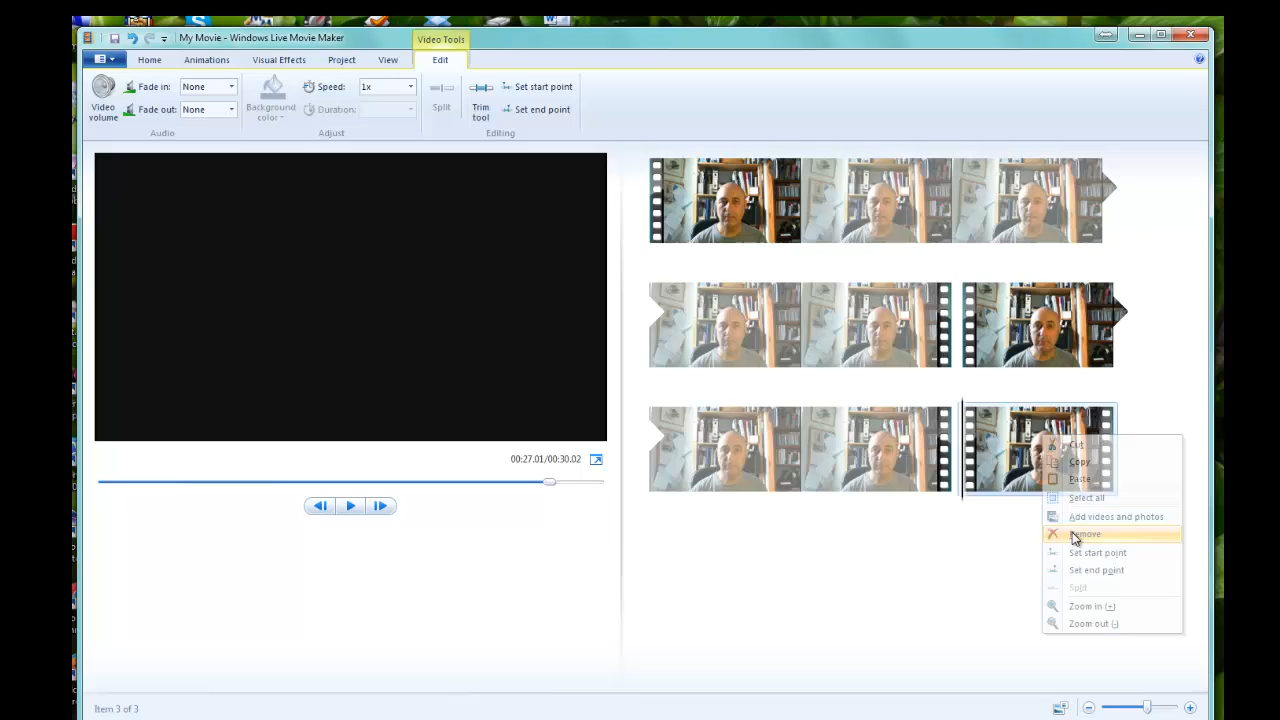 My Movie - Windows Live Movie Maker
Video Tools
Home Animations Visual Effects Project View Edit
Video volume
Fade in: None
Fade out: None
Audio
Background color
Speed: 1x
Duration:
Adjust
Split
Trim tool
Set start point
Set end point
Editing
00:27.01/00:30.02
Cut
Copy
Paste
Select all
Add videos and photos
Remove
Set start point
Set end point
Split
Zoom in (+)
Zoom out (-)
Item 3 of 3